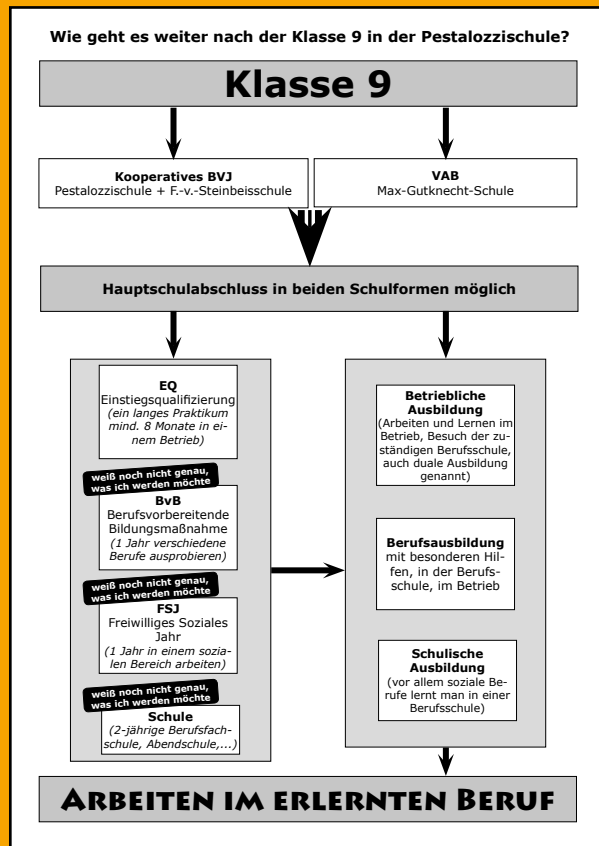 Wie geht es weiter nach der Klasse 9 in der Pestalozzischule?
Klasse 9
Kooperatives BVJ
Pestalozzischule + F.-v.-Steinbeisschule
VAB
Max-Gutknecht-Schule
Hauptschulabschluss in beiden Schulformen möglich
EQ
Einstiegsqualifizierung
(ein langes Praktikum
mind. 8 Monate in ei-
nem Betrieb)
weiß noch nicht genau,
was ich werden möchte
BvB
Berufsvorbereitende
Bildungsmaßnahme
(1 Jahr verschiedene
Berufe ausprobieren)
weiß noch nicht genau,
was ich werden möchte
FSJ
Freiwilliges Soziales
Jahr
(1 Jahr in einem sozia-
len Bereich arbeiten)
weiß noch nicht genau,
was ich werden möchte
Schule
(2-jährige Berufsfach-
schule, Abendschule,...)
Betriebliche
Ausbildung
(Arbeiten und Lernen im
Betrieb, Besuch der zu-
ständigen Berufsschule,
auch duale Ausbildung
genannt)
Berufsausbildung
mit besonderen Hil-
fen, in der Berufs-
schule, im Betrieb
Schulische
Ausbildung
(vor allem soziale Be-
rufe lernt man in einer
Berufsschule)
Arbeiten im erlernten Beruf